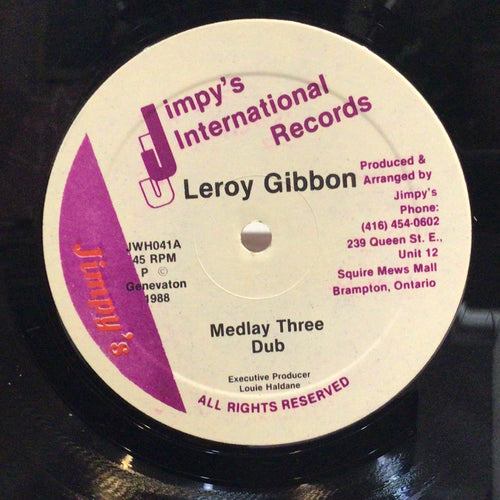 Jimpy's
International
Records
Leroy Gibbon
Produced &
Arranged by
Jimpy's
Phone:
(416) 454-0602
239 Queen St. E.,
Unit 12
Squire Mews Mall
Brampton, Ontario
JWH041A
45 RPM
P ©
Genevaton
1988
Jimpy's
Medlay Three
Dub
Executive Producer
Louie Haldane
ALL RIGHTS RESERVED